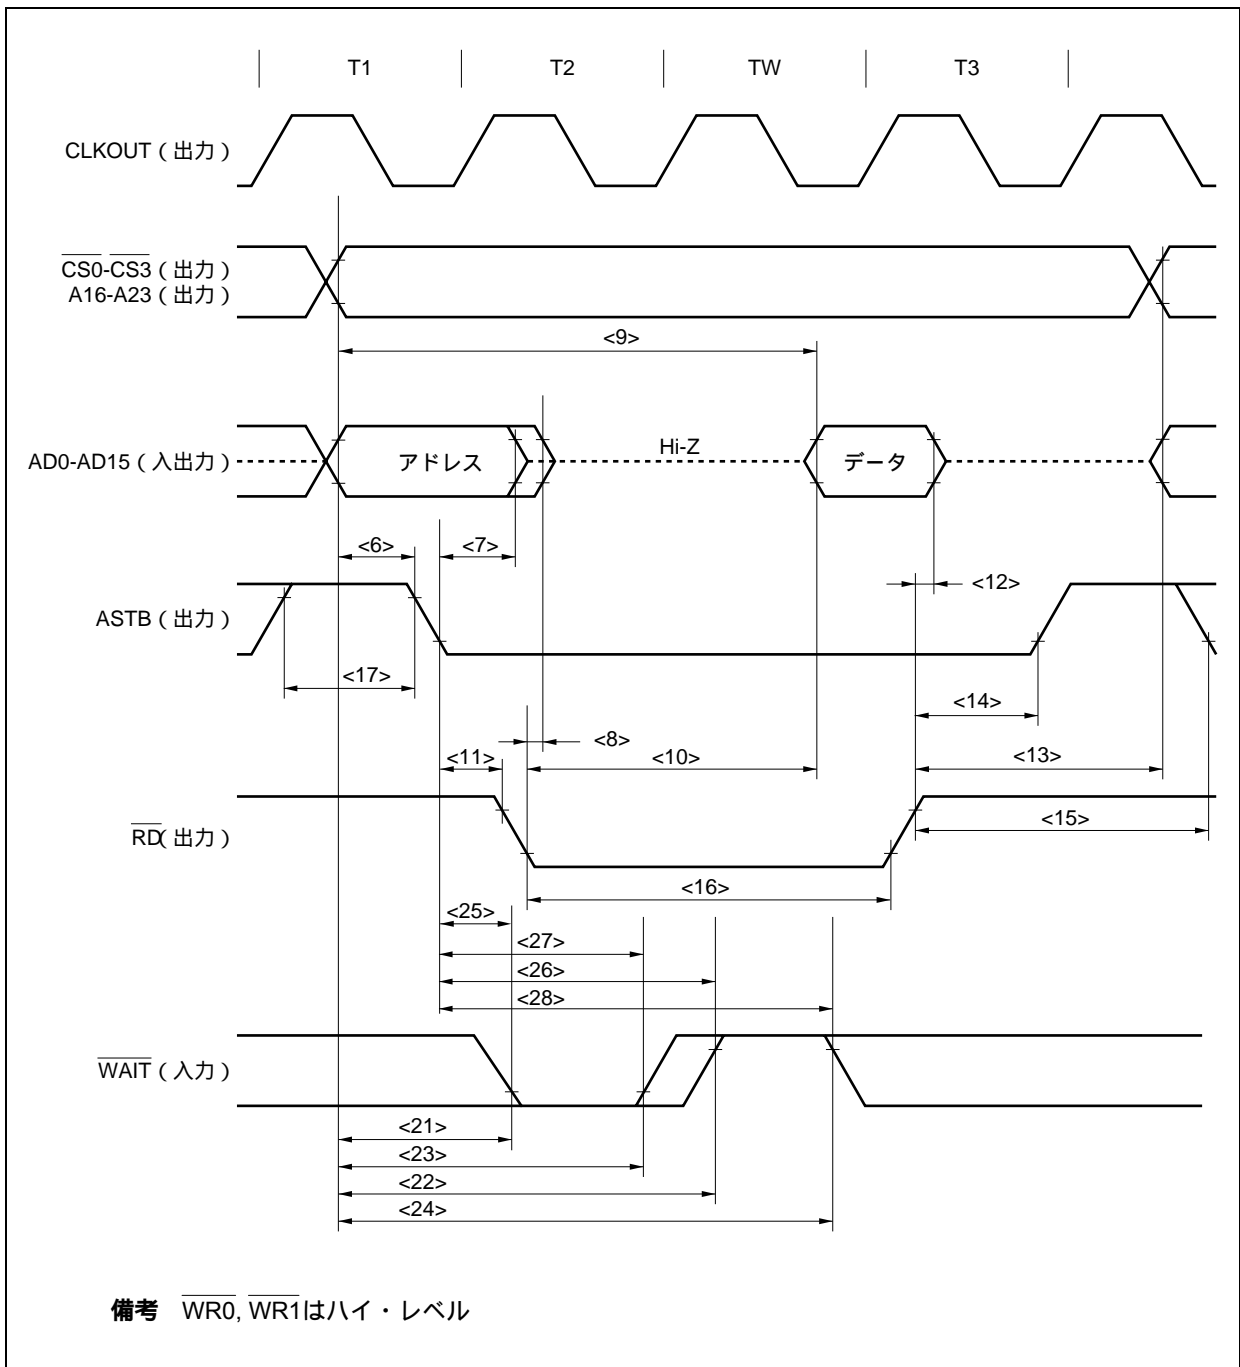 T1 T2 TW T3
CLKOUT(出力)
CS0-CS3(出力)
A16-A23(出力)
<9>
AD0-AD15(入出力)
アドレス
Hi-Z
データ
<6> <7>
<12>
ASTB(出力)
<17>
<14>
<8>
<11> <10> <13>
RD(出力)
<15>
<16>
<25>
<27>
<26>
<28>
WAIT(入力)
<21>
<23>
<22>
<24>
備考 WR0, WR1はハイ・レベル